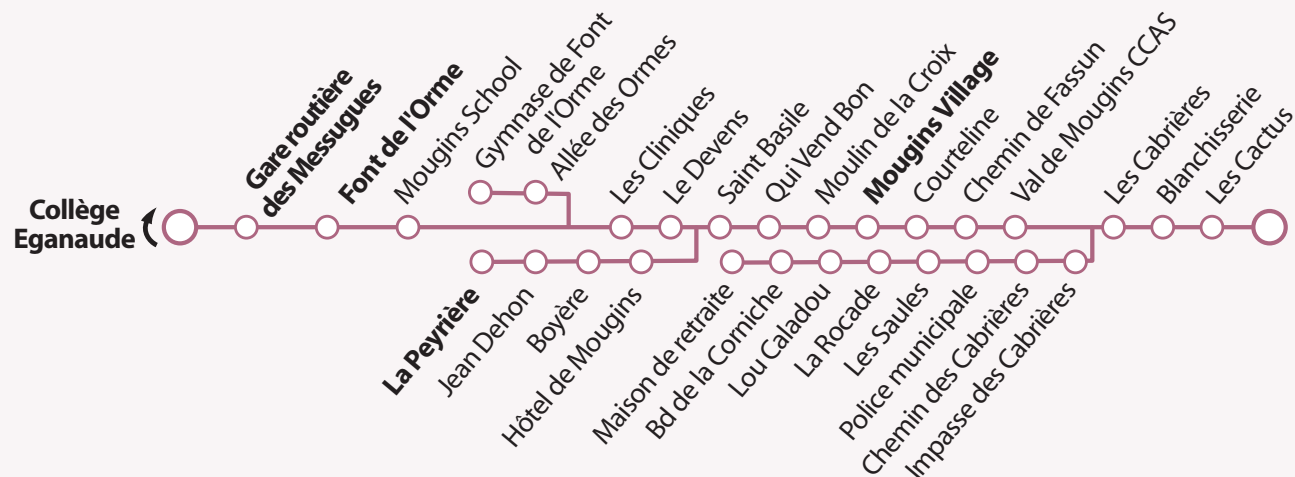 Collège
Eganaude
Gare routière
des Messugues
Font de l'Orme
Mougins School
Gymnase de Font
de l'Orme
Allée des Ormes
Les Cliniques
Le Devens
Saint Basile
Qui Vend Bon
Moulin de la Croix
Mougins Village
Courteline
Chemin de Fassun
Val de Mougins CCAS
Les Cabrières
Blanchisserie
Les Cactus
La Peyrière
Jean Dehon
Boyère
Hôtel de Mougins
Maison de retraite
Bd de la Corniche
Lou Caladou
La Rocade
Les Saules
Police municipale
Chemin des Cabrières
Impasse des Cabrières